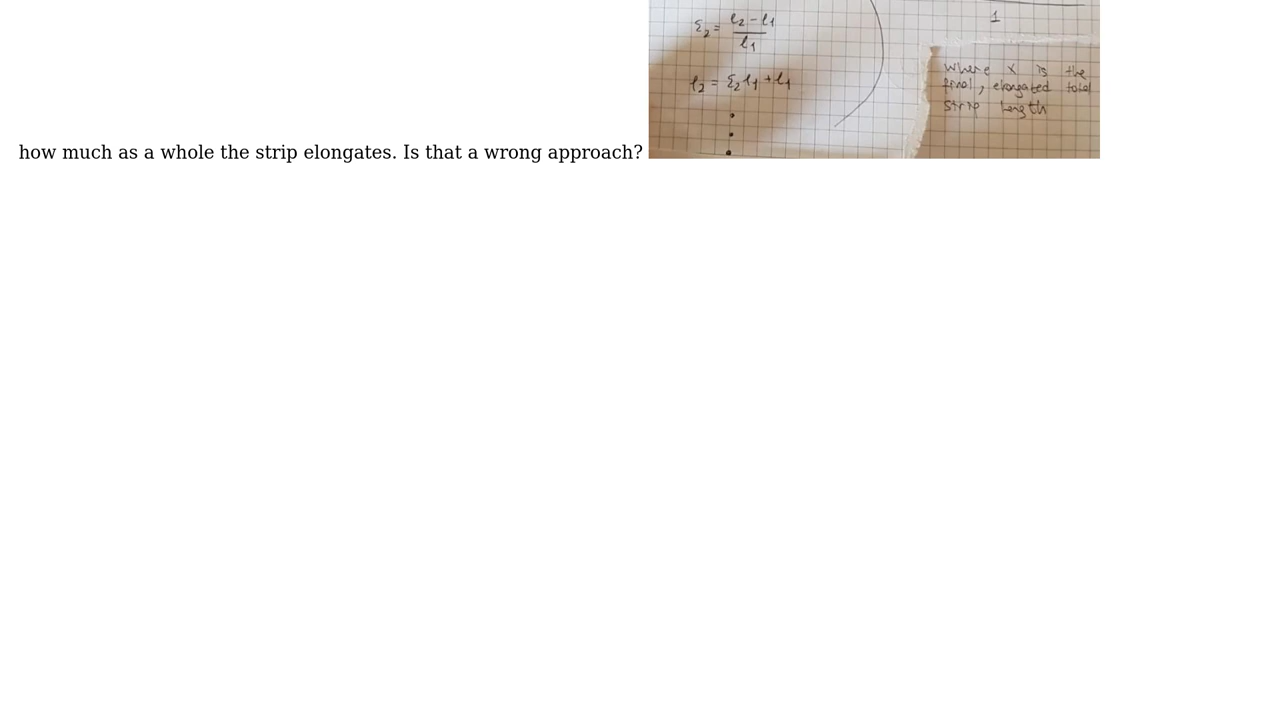 ε₂ = (l₂ - l₁) / l₁
1
l₂ = ε₂l₁ + l₁
where x is the
final, elongated total
strip length
how much as a whole the strip elongates. Is that a wrong approach?